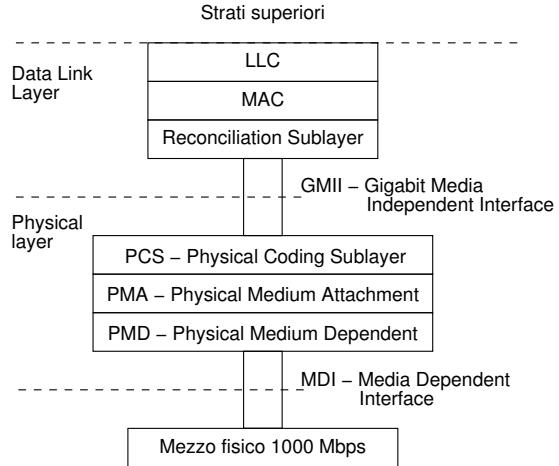 Strati superiori
Data Link
Layer
LLC
MAC
Reconciliation Sublayer
GMII – Gigabit Media
Independent Interface
Physical
layer
PCS – Physical Coding Sublayer
PMA – Physical Medium Attachment
PMD – Physical Medium Dependent
MDI – Media Dependent
Interface
Mezzo fisico 1000 Mbps